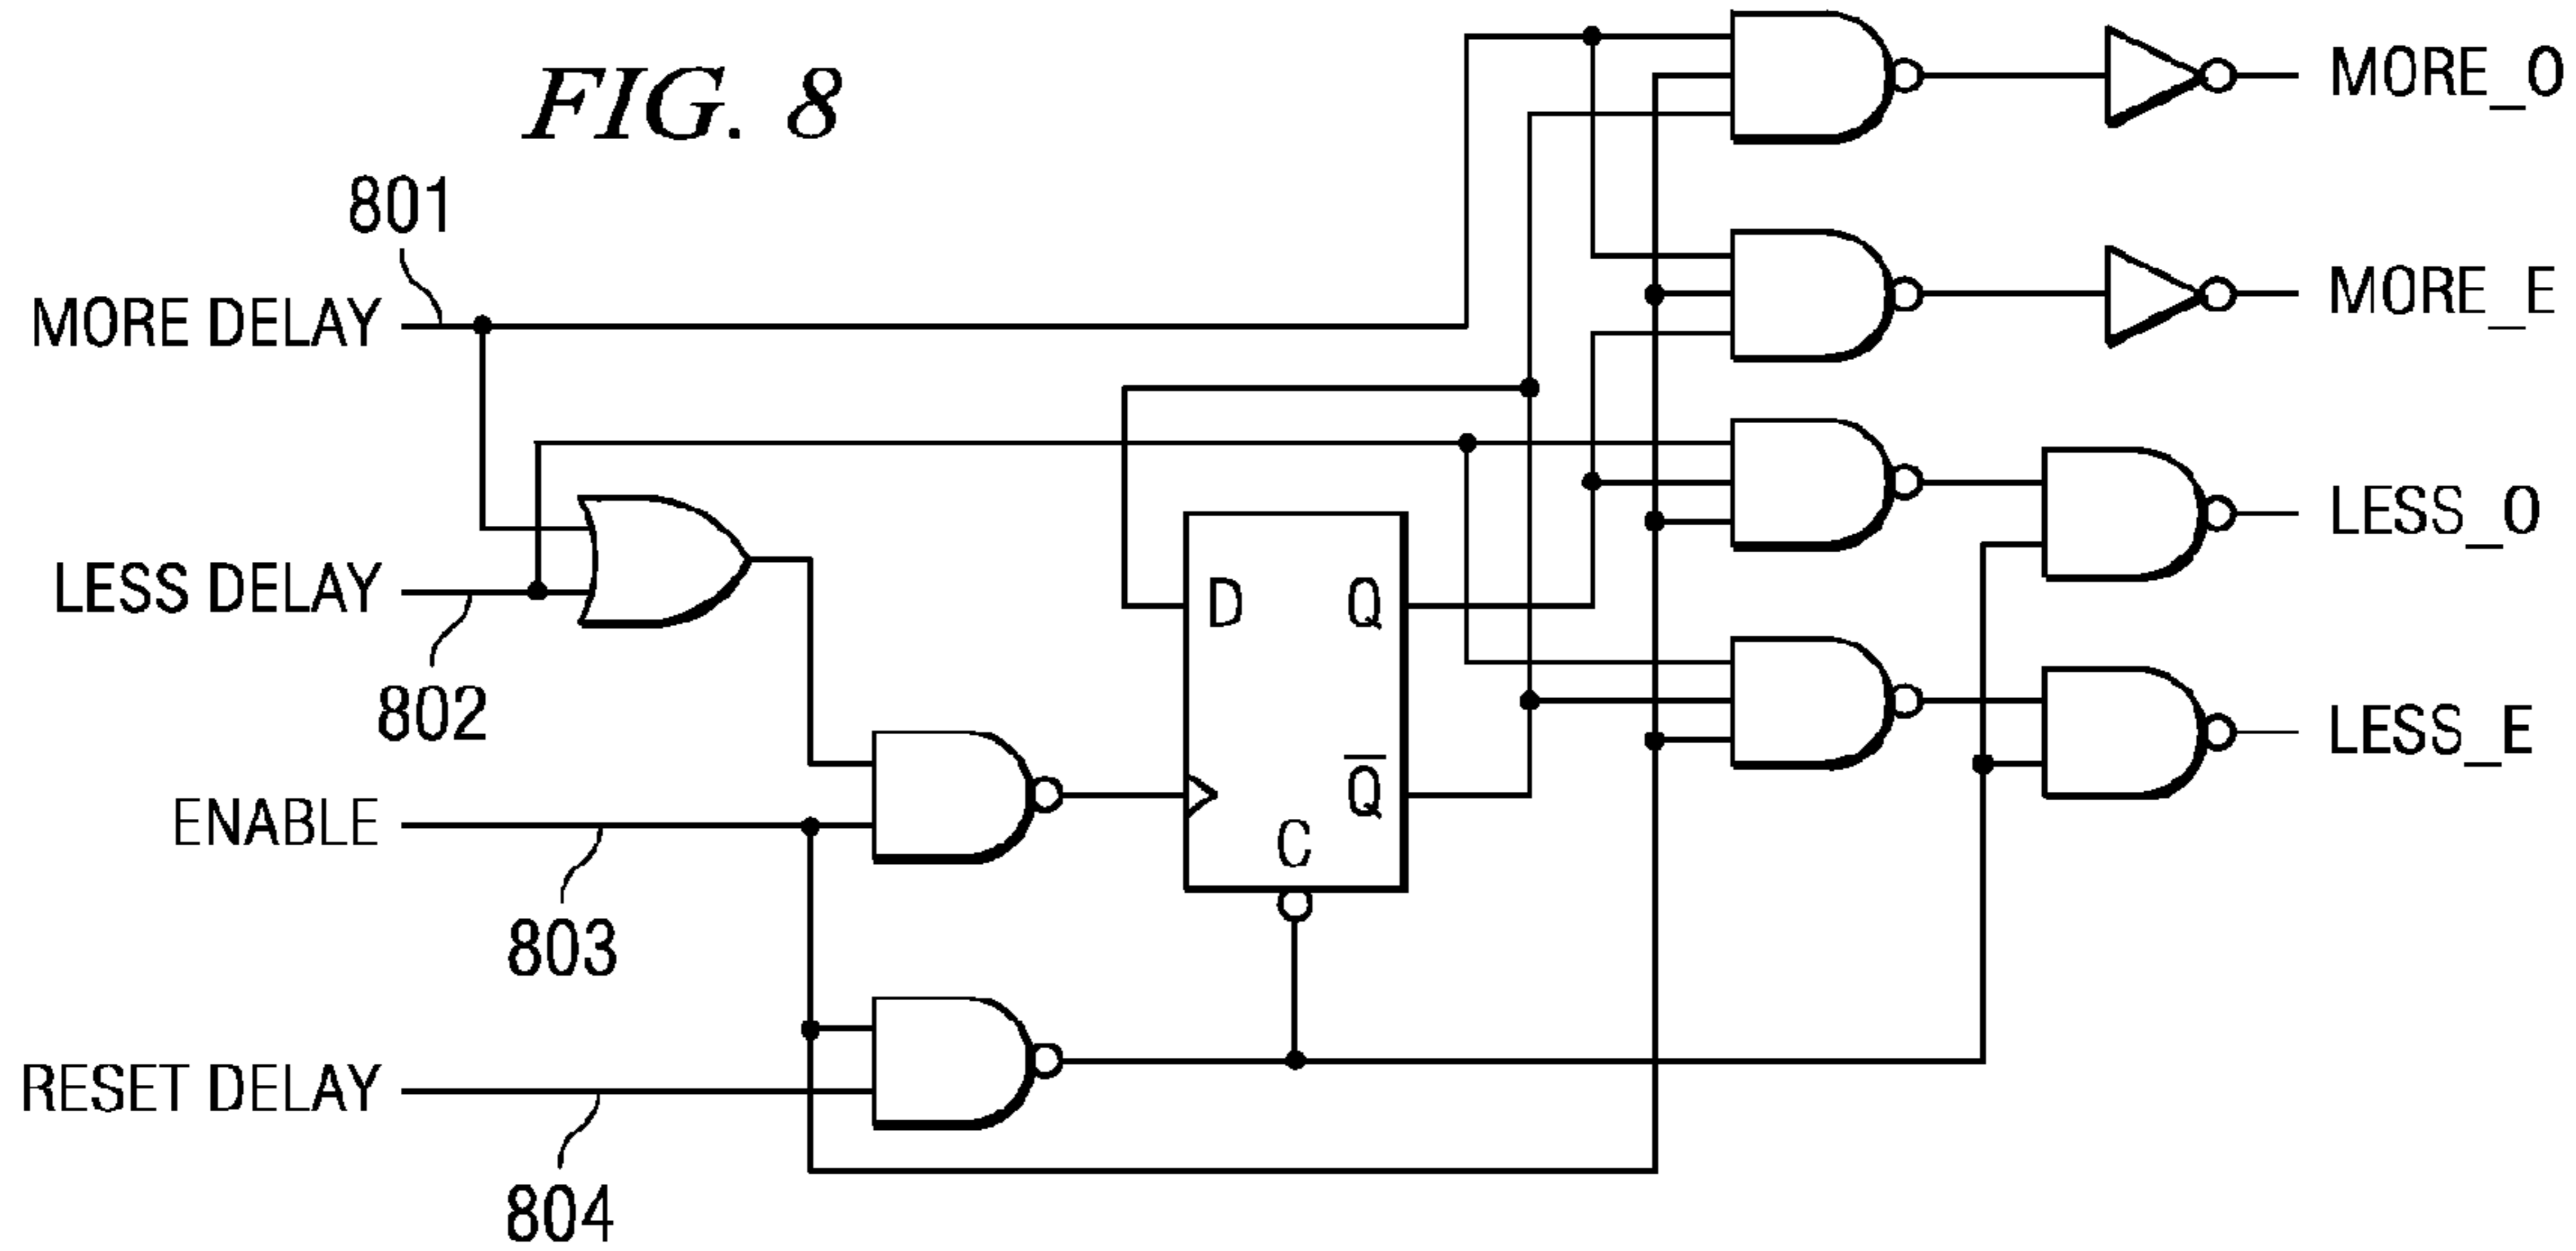 FIG. 8
801
MORE DELAY
LESS DELAY
802
ENABLE
803
RESET DELAY
804
D
Q
Q̅
C
MORE_O
MORE_E
LESS_O
LESS_E